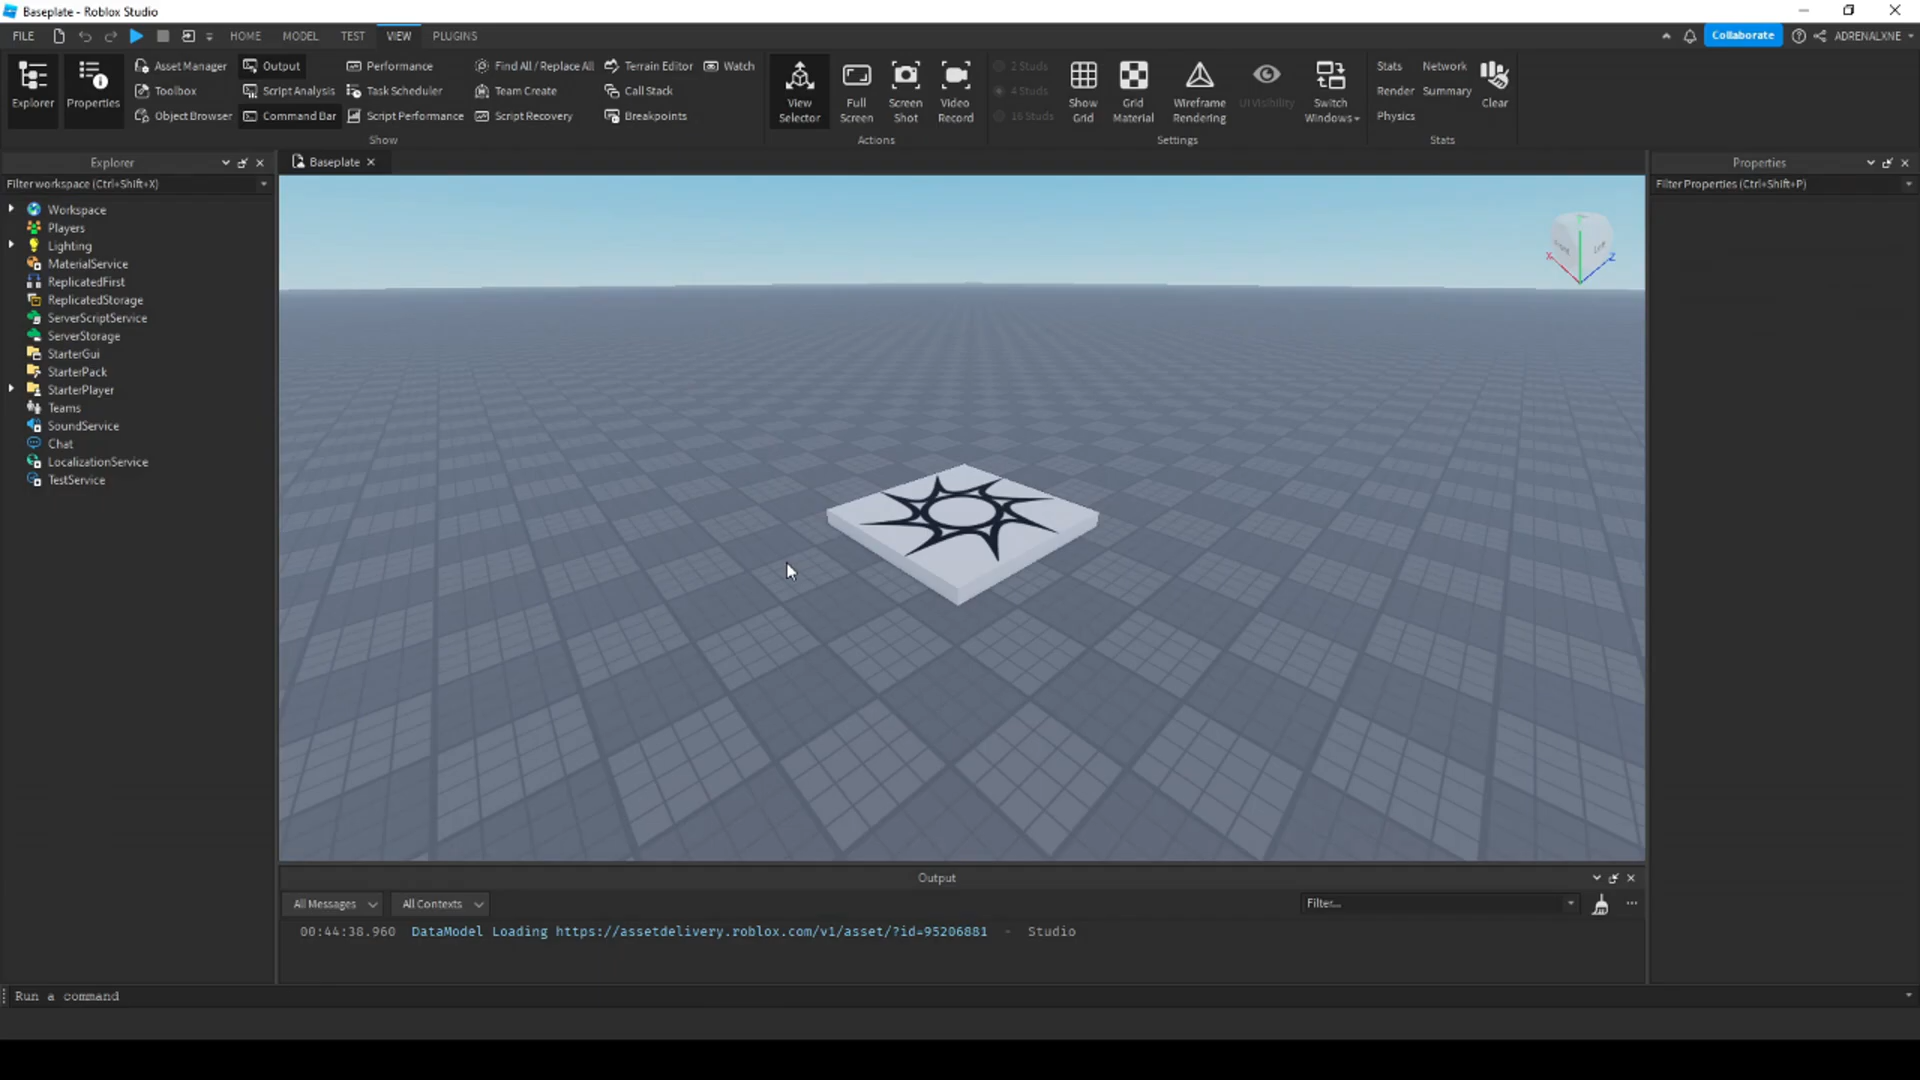 Baseplate - Roblox Studio
FILE HOME MODEL TEST VIEW PLUGINS Collaborate ADRENALXNE
Explorer
Properties
Asset Manager
Toolbox
Object Browser
Output
Script Analysis
Command Bar
Performance
Task Scheduler
Script Performance
Find All / Replace All
Team Create
Script Recovery
Terrain Editor
Call Stack
Breakpoints
Watch
Show
View
Selector
Full
Screen
Screen
Shot
Video
Record
Actions
2 Studs
4 Studs
16 Studs
Show
Grid
Grid
Material
Wireframe
Rendering
UI Visibility
Switch
Windows
Settings
Stats
Render
Physics
Network
Summary
Clear
Stats
Explorer
Filter workspace (Ctrl+Shift+X)
Workspace
Players
Lighting
MaterialService
ReplicatedFirst
ReplicatedStorage
ServerScriptService
ServerStorage
StarterGui
StarterPack
StarterPlayer
Teams
SoundService
Chat
LocalizationService
TestService
Baseplate
X
Z
Properties
Filter Properties (Ctrl+Shift+P)
Output
All Messages All Contexts Filter...
00:44:38.960 DataModel Loading https://assetdelivery.roblox.com/v1/asset/?id=95206881 - Studio
Run a command